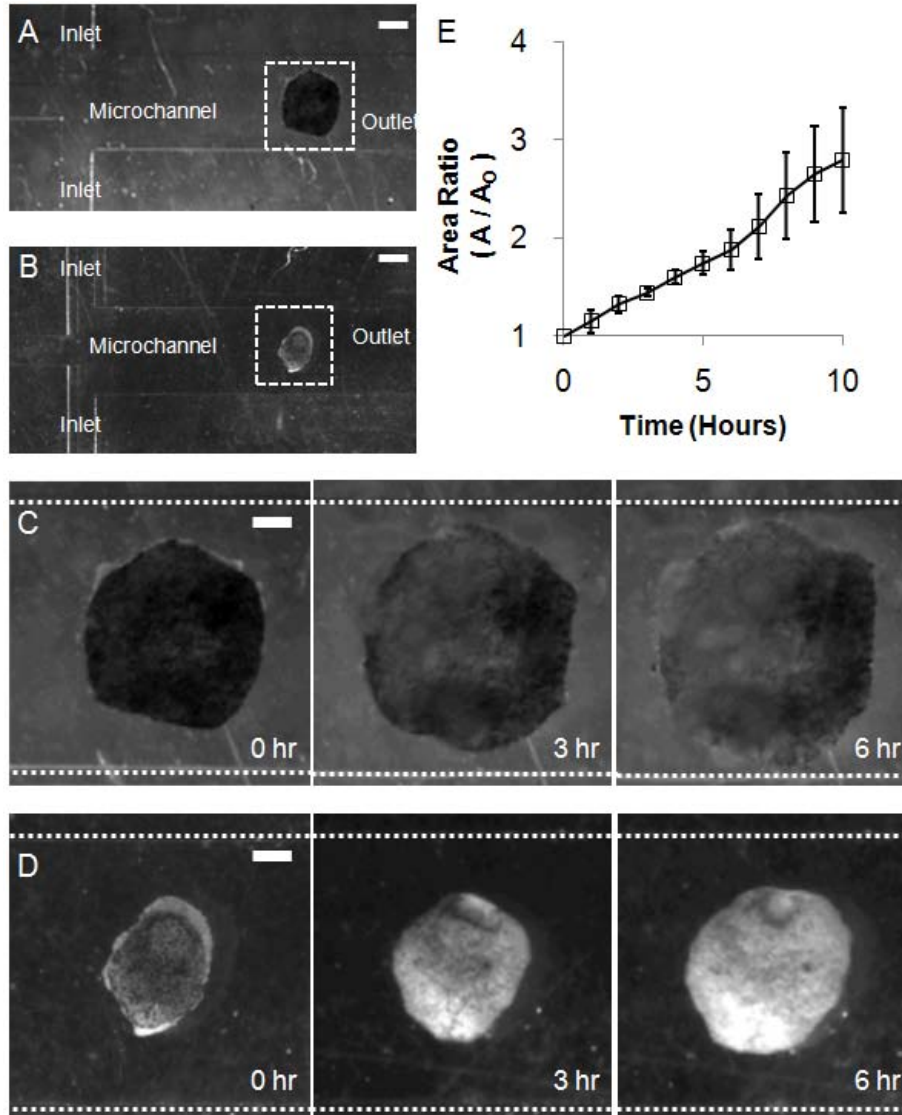 A
Inlet
Microchannel
Outlet
Inlet
B
Inlet
Microchannel
Outlet
Inlet
E
4
3
2
1
Area Ratio
( A / A₀ )
0
5
10
Time (Hours)
C
0 hr
3 hr
6 hr
D
0 hr
3 hr
6 hr